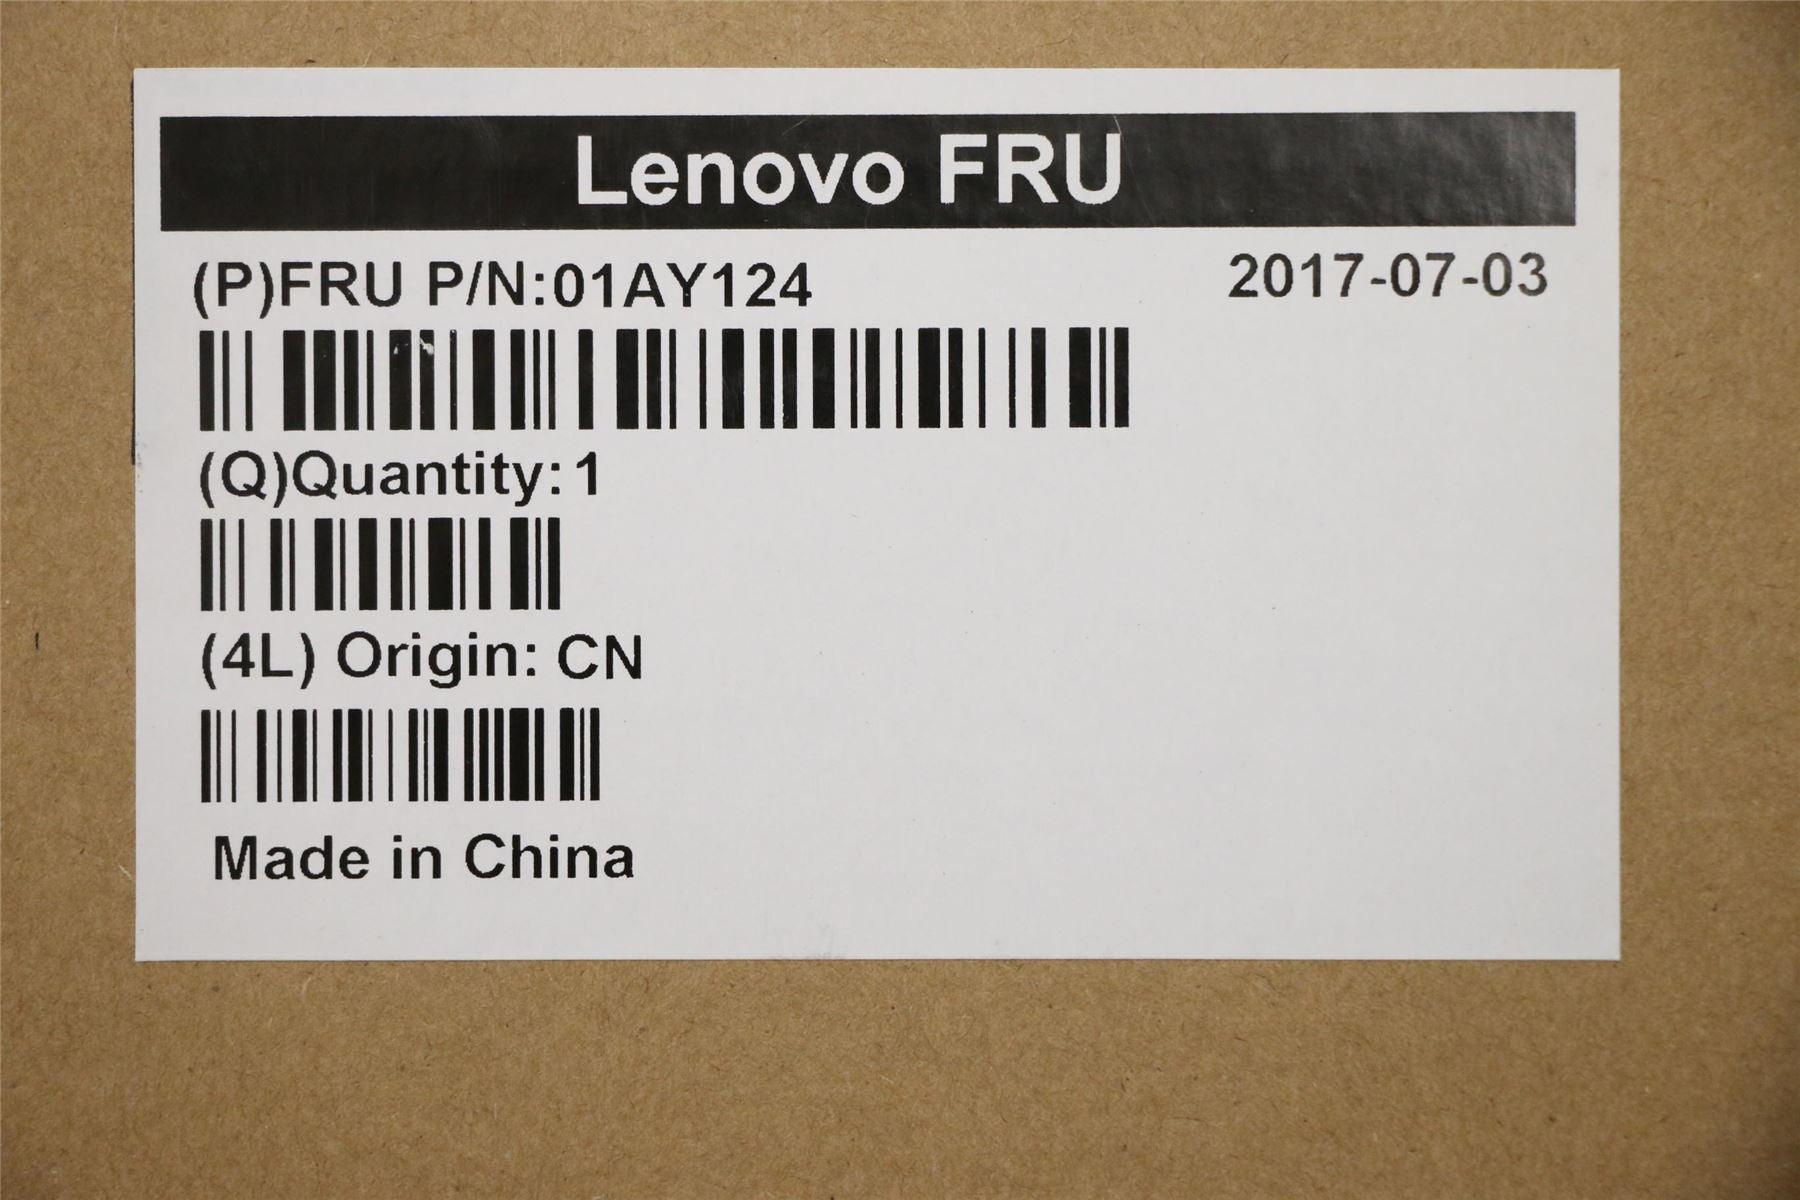 Lenovo FRU
(P)FRU P/N:01AY124 2017-07-03
(Q)Quantity: 1
(4L) Origin: CN
Made in China